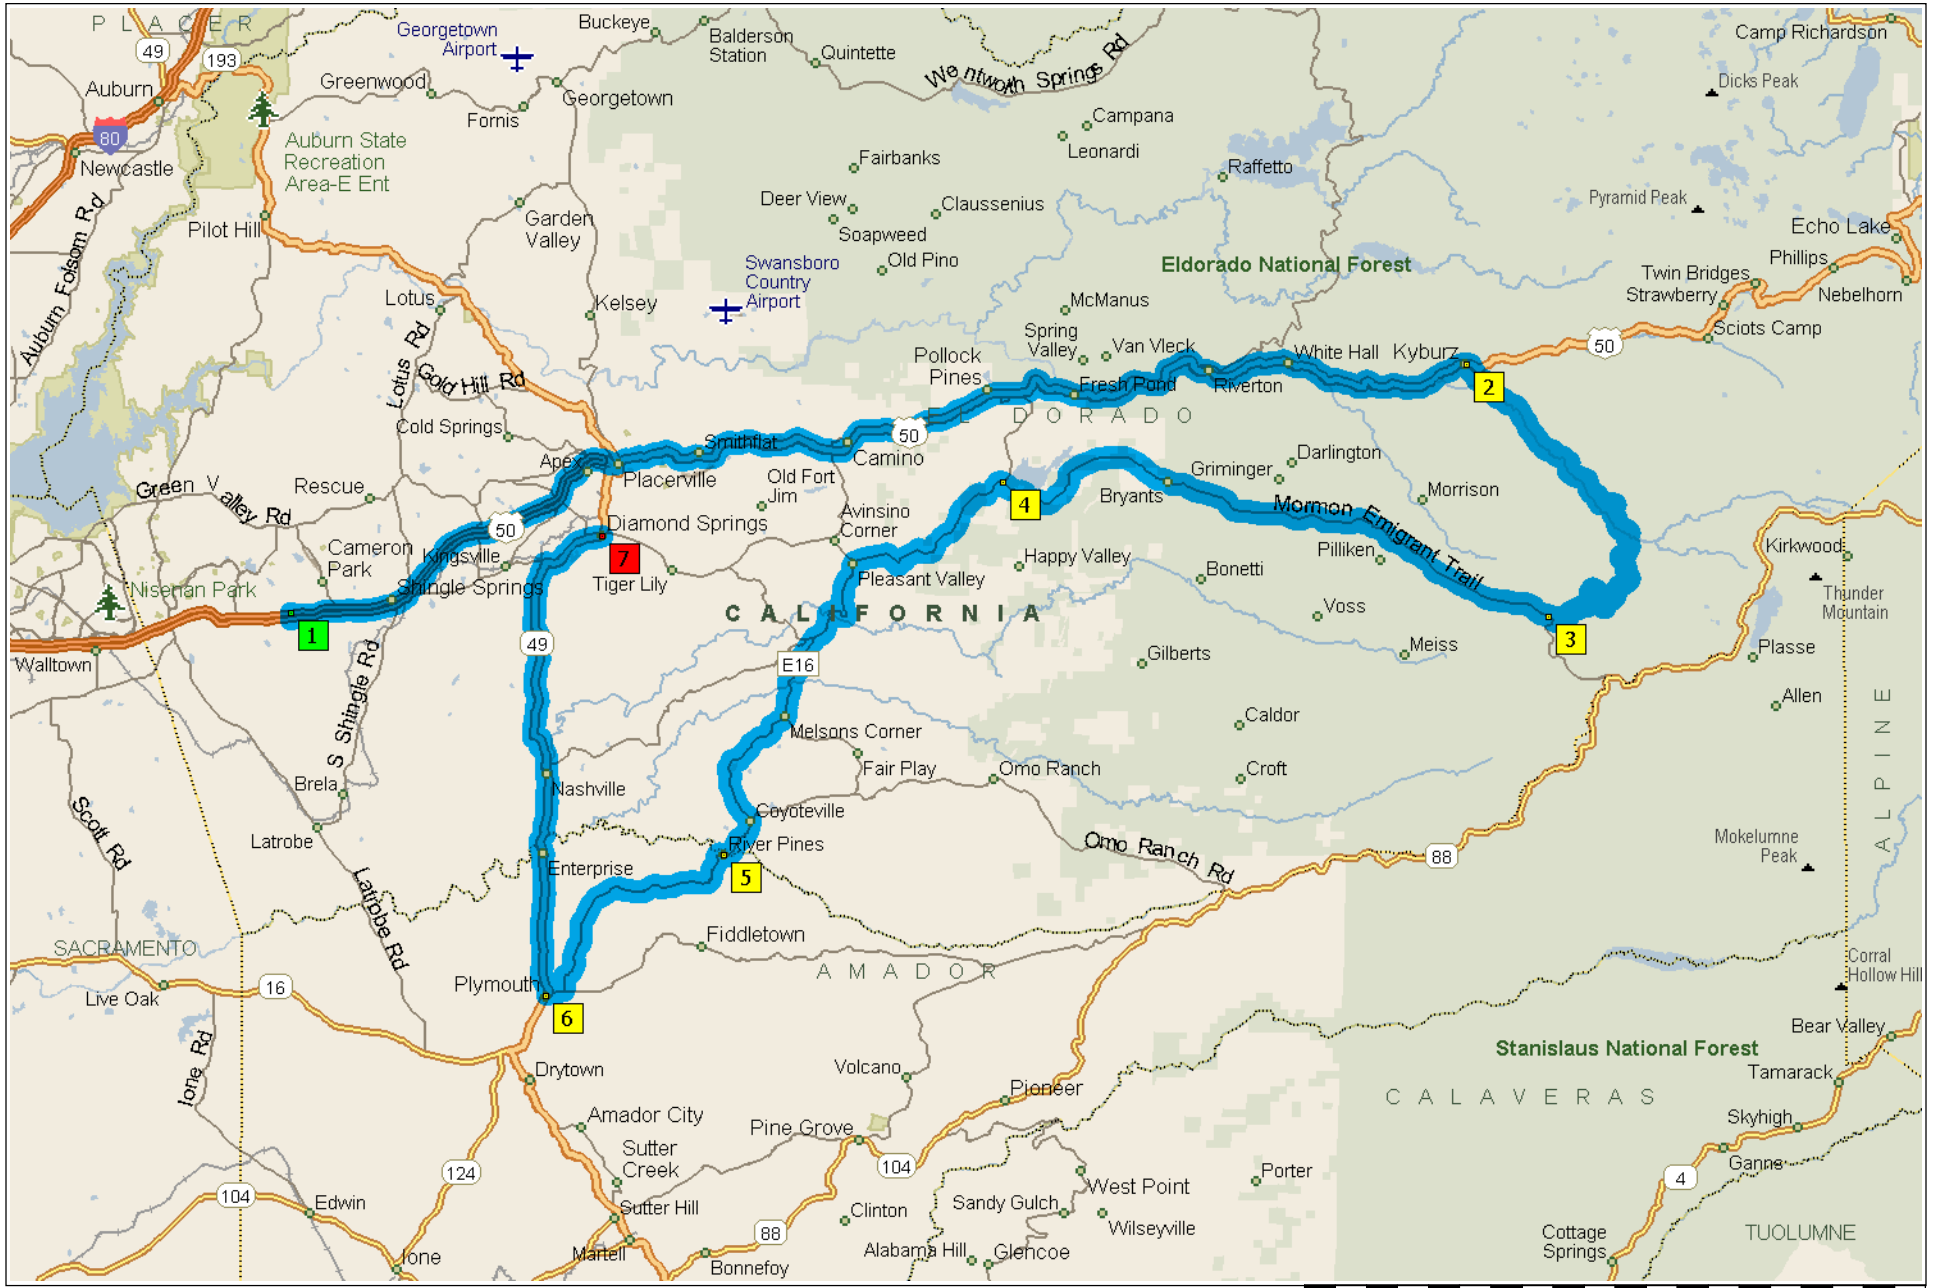 PLACER
49
193
Auburn
80
Newcastle
Georgetown
Airport
Buckeye
Balderson
Station
Quintette
Wentworth Springs Rd
Camp Richardson
Dicks Peak
Greenwood
Fornis
Georgetown
Auburn State
Recreation
Area-E Ent
Campana
Leonardi
Fairbanks
Raffetto
Deer View
Claussenius
Soapweed
Old Pino
Pyramid Peak
Echo Lake
Auburn Folsom Rd
Pilot Hill
Garden
Valley
Swansboro
Country
Airport
Eldorado National Forest
Phillips
Twin Bridges
Strawberry
Nebelhorn
Lotus
Kelsey
McManus
Spring
Valley
Van Vleck
Sciots Camp
50
Lotus Rd
Gold Hill Rd
Pollock
Pines
Fresh Pond
Riverton
White Hall
Kyburz
2
EL DORADO
Cold Springs
50
Smithflat
Camino
Apex
Placerville
Old Fort
Jim
Darlington
Griminger
Morrison
Green Valley Rd
Rescue
4
Bryants
Mormon Emigrant Trail
50
Diamond Springs
Avinsino
Corner
Cameron
Park
Kingsville
7
Tiger Lily
Happy Valley
Pilliken
Kirkwood
Nisenan Park
Shingle Springs
Pleasant Valley
Bonetti
Thunder
Mountain
CALIFORNIA
Voss
1
49
3
Walltown
E16
Gilberts
Meiss
Plasse
S Shingle Rd
Allen
ALPINE
Melsons Corner
Caldor
Fair Play
Omo Ranch
Croft
Brela
Nashville
Coyoteville
Scott Rd
Latrobe
River Pines
Omo Ranch Rd
Mokelumne
Peak
88
Enterprise
5
Latrobe Rd
SACRAMENTO
Fiddletown
AMADOR
Corral
Hollow Hill
Live Oak
16
Plymouth
6
Bear Valley
Ione Rd
Stanislaus National Forest
Drytown
Volcano
Tamarack
Pioneer
CALAVERAS
Amador City
Pine Grove
Skyhigh
Sutter
Creek
Ganns
124
104
Porter
4
104
West Point
Edwin
Sandy Gulch
Sutter Hill
Clinton
Wilseyville
88
Cottage
Springs
TUOLUMNE
Ione
Martell
Bonnefoy
Alabama Hill
Glencoe